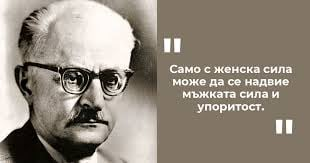 "
Само с женска сила
може да се надвие
мъжката сила и
упоритост.
"